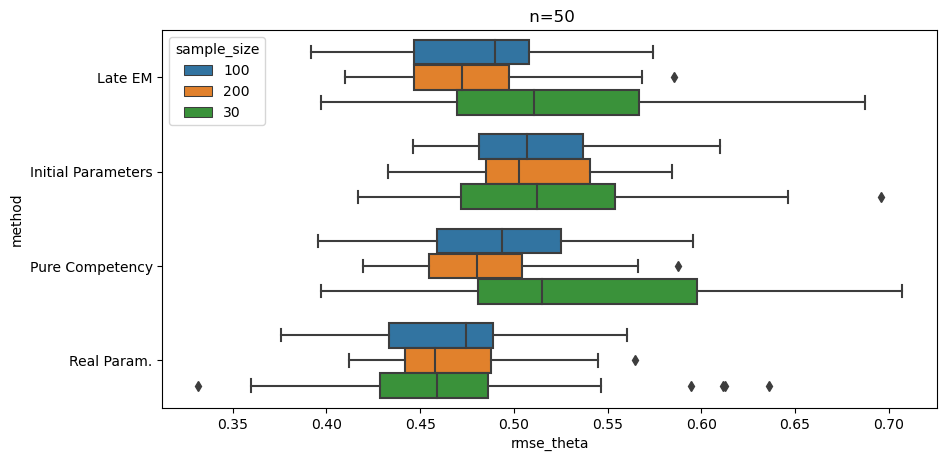 n=50
sample_size
100
200
30
method
Late EM
Initial Parameters
Pure Competency
Real Param.
0.35 0.40 0.45 0.50 0.55 0.60 0.65 0.70
rmse_theta